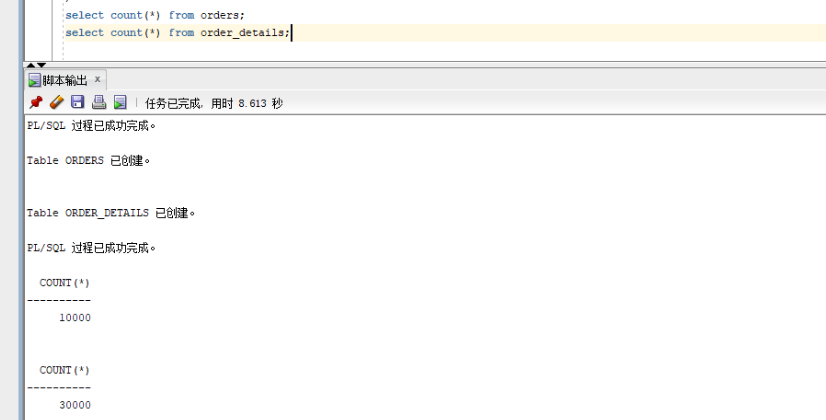 select count(*) from orders;
select count(*) from order_details;
脚本输出 x
任务已完成, 用时 8.613 秒
PL/SQL 过程已成功完成。
Table ORDERS 已创建。
Table ORDER_DETAILS 已创建。
PL/SQL 过程已成功完成。
COUNT(*)
----------
10000
COUNT(*)
----------
30000